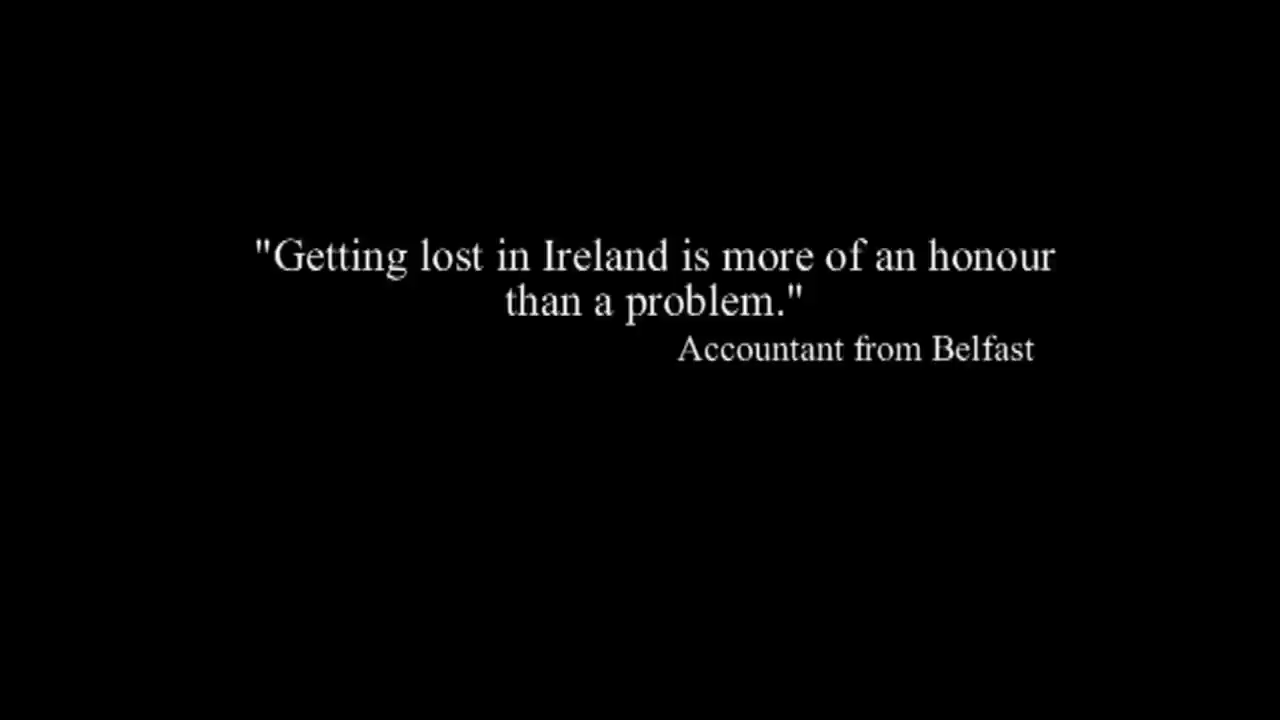 "Getting lost in Ireland is more of an honour
than a problem."
Accountant from Belfast